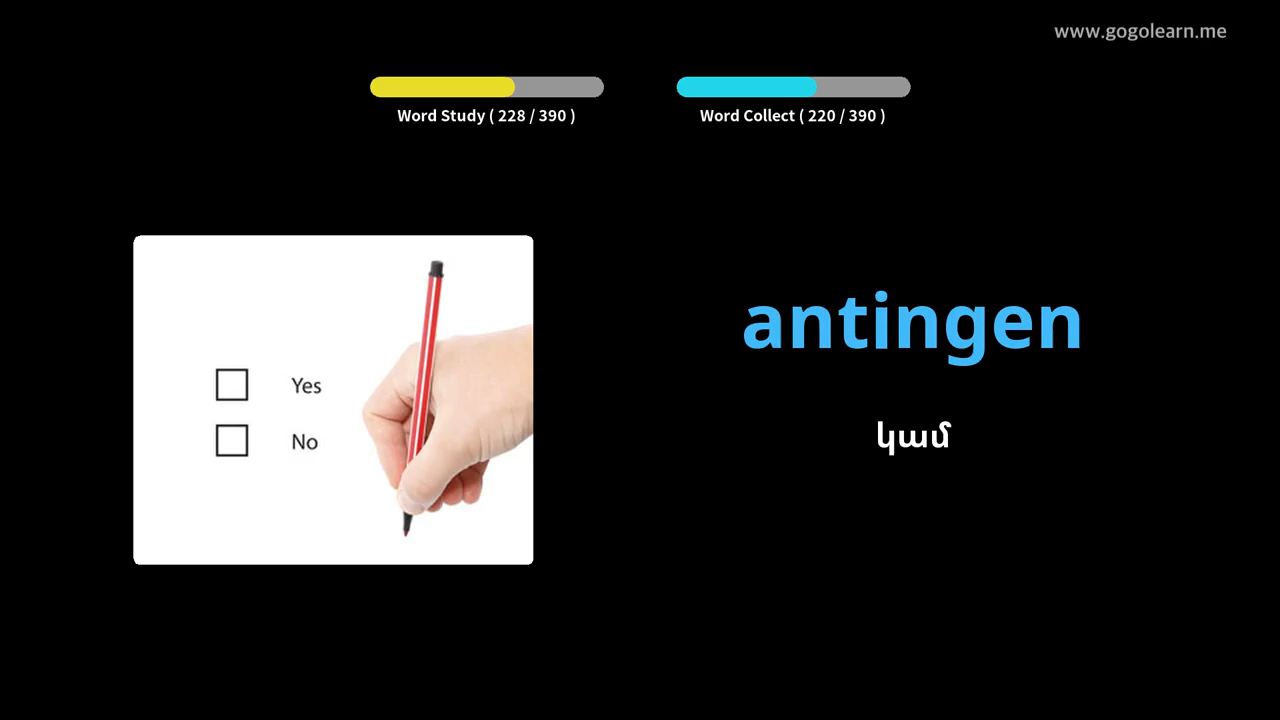 www.gogolearn.me
Word Study ( 228 / 390 )
Word Collect ( 220 / 390 )
Yes
No
antingen
կամ